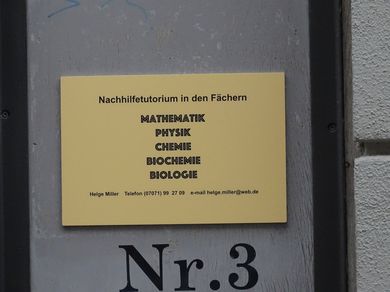 Nachhilfetutorium in den Fächern
MATHEMATIK
PHYSIK
CHEMIE
BIOCHEMIE
BIOLOGIE
Helge Miller Telefon (07071) 99 27 09 e-mail helge.miller@web.de
Nr.3